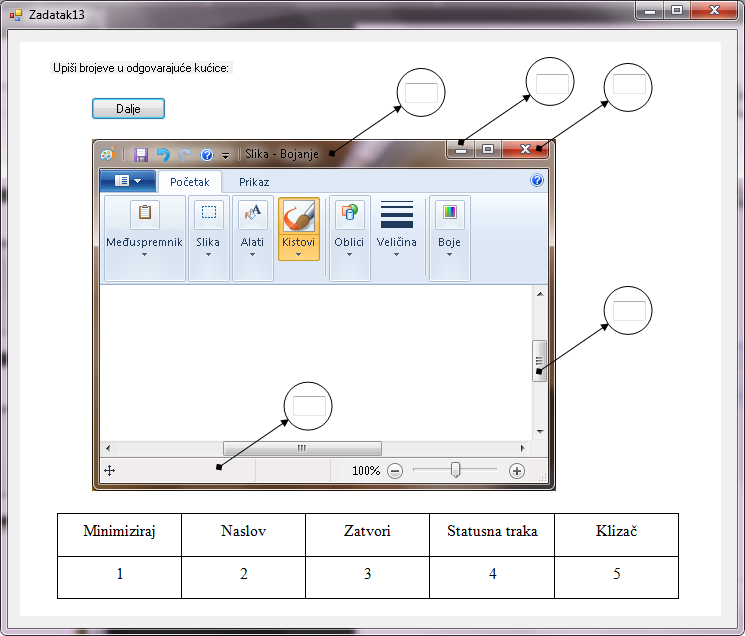 Zadatak13
Upiši brojeve u odgovarajuće kućice:
Dalje
Slika - Bojanje
Početak Prikaz
Međuspremnik Slika Alati Kistovi Oblici Veličina Boje
100%
Minimiziraj Naslov Zatvori Statusna traka Klizač
1 2 3 4 5